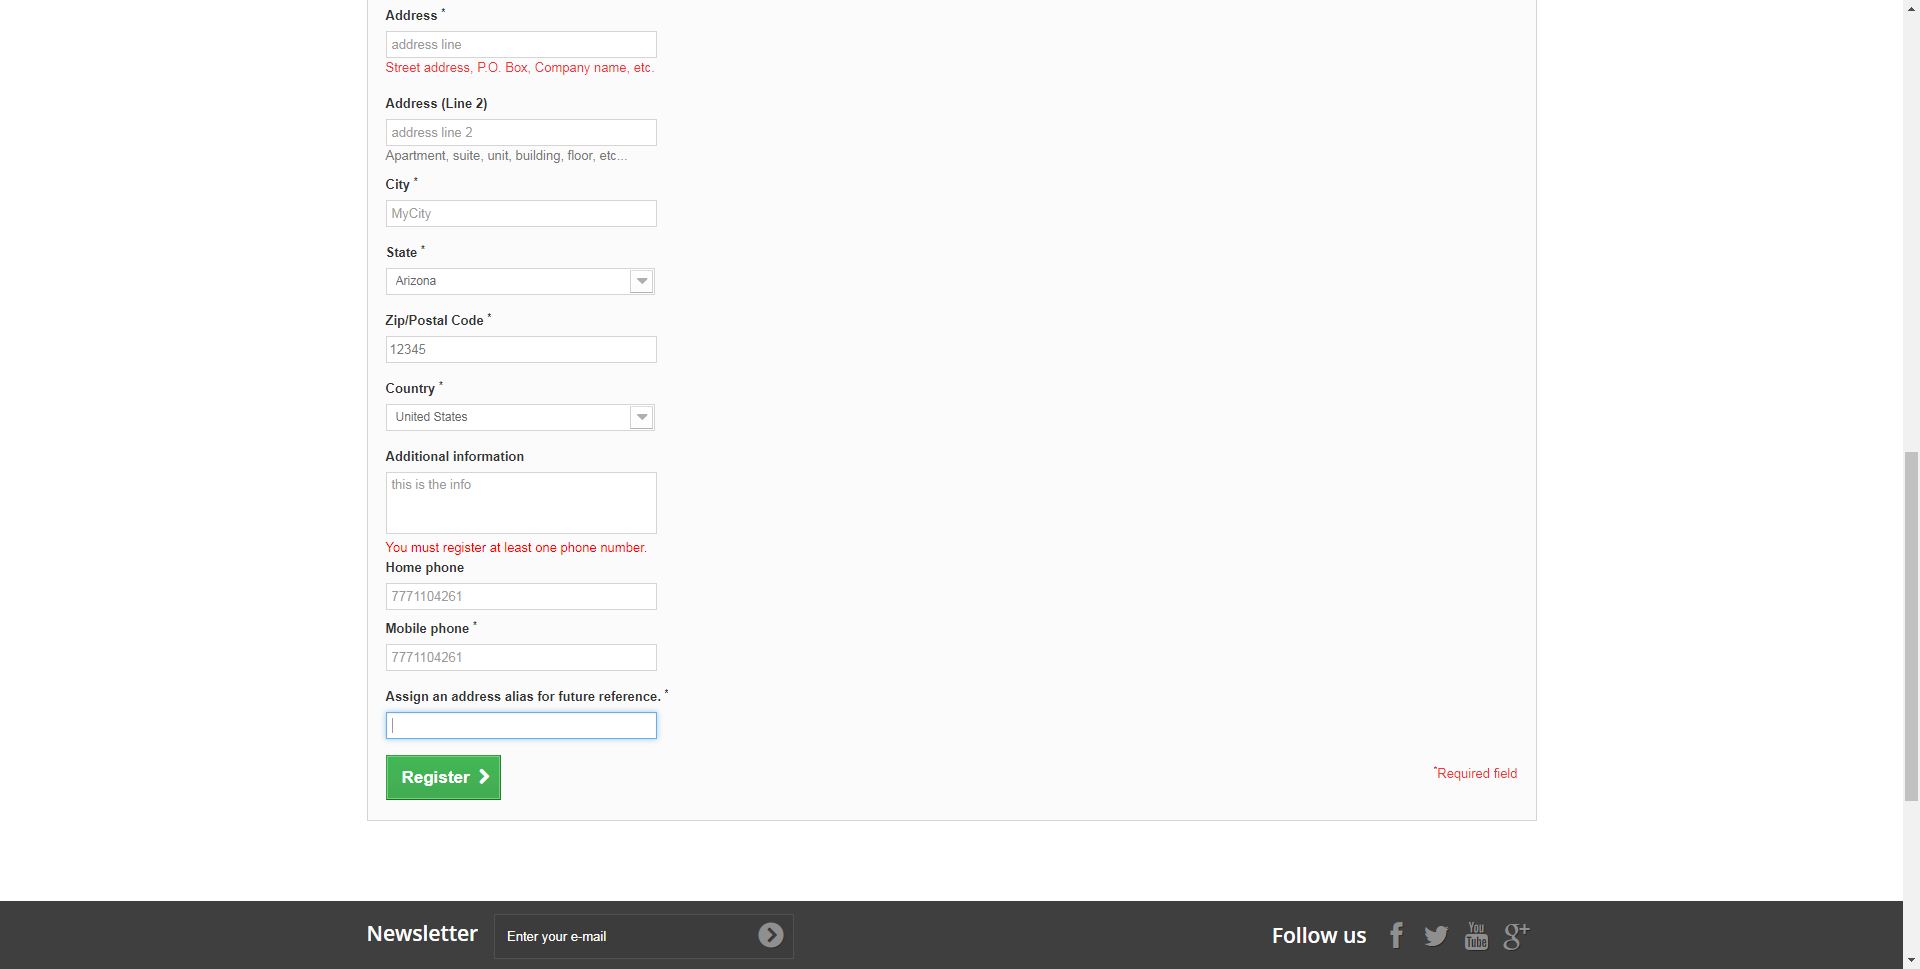 Address *
address line
Street address, P.O. Box, Company name, etc.
Address (Line 2)
address line 2
Apartment, suite, unit, building, floor, etc...
City *
MyCity
State *
Arizona
Zip/Postal Code *
12345
Country *
United States
Additional information
this is the info
You must register at least one phone number.
Home phone
7771104261
Mobile phone *
7771104261
Assign an address alias for future reference. *
Register
*Required field
Newsletter
Enter your e-mail
Follow us
You
Tube
g+